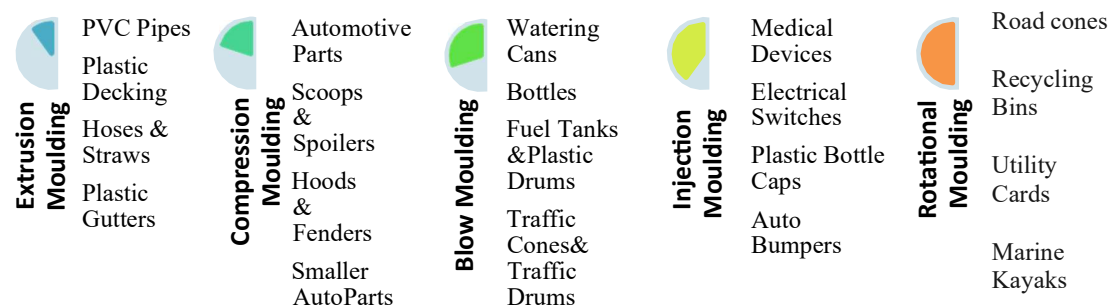 Extrusion
Moulding
PVC Pipes
Plastic
Decking
Hoses &
Straws
Plastic
Gutters
Compression
Moulding
Automotive
Parts
Scoops
&
Spoilers
Hoods
&
Fenders
Smaller
AutoParts
Blow Moulding
Watering
Cans
Bottles
Fuel Tanks
&Plastic
Drums
Traffic
Cones&
Traffic
Drums
Injection
Moulding
Medical
Devices
Electrical
Switches
Plastic Bottle
Caps
Auto
Bumpers
Rotational
Moulding
Road cones
Recycling
Bins
Utility
Cards
Marine
Kayaks